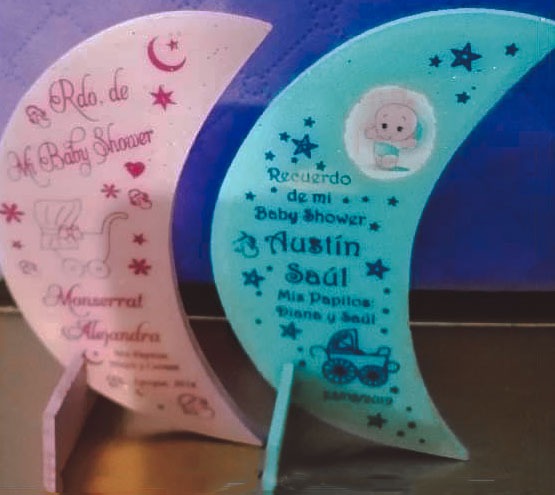 Rdo. de
Mi Baby Shower
Monserrat
Alejandra
Recuerdo
de mi
Baby Shower
Austin
Saúl
Mis Papitos:
Diana y Saúl